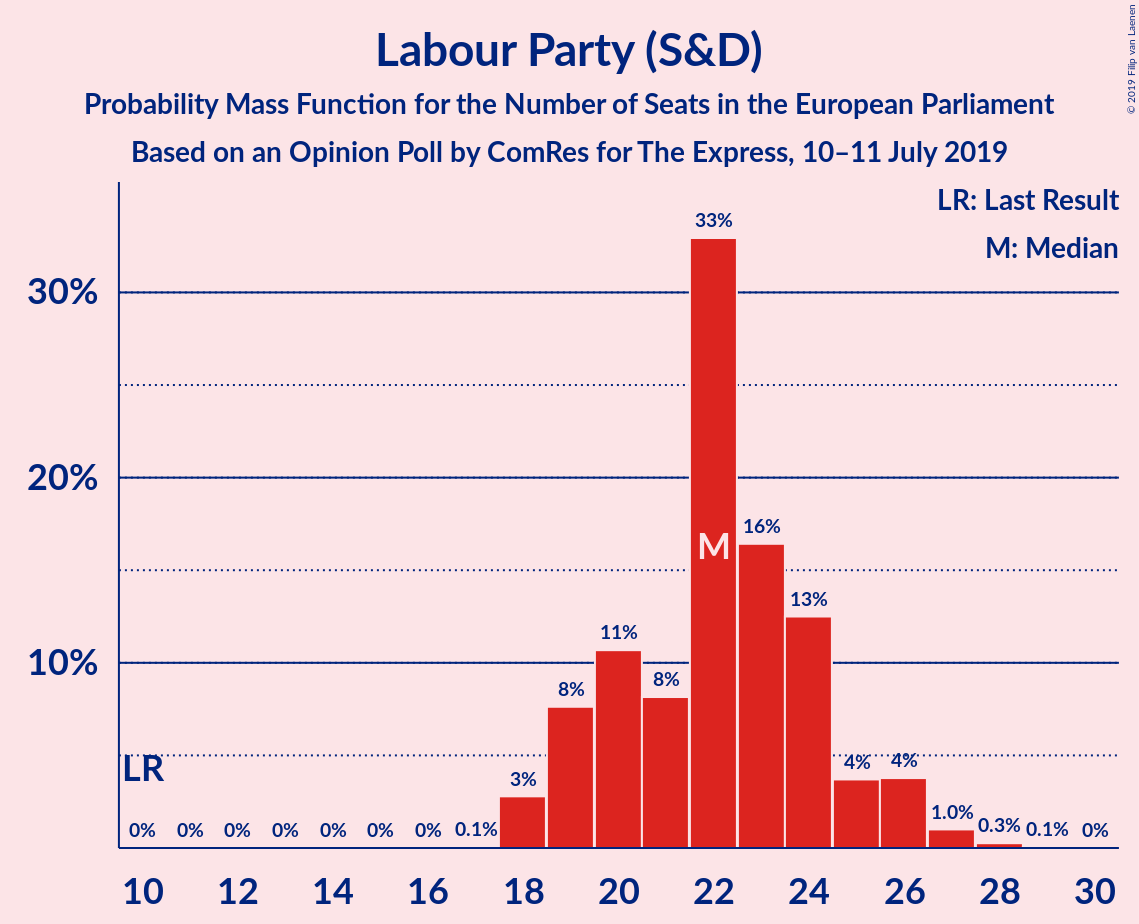 Labour Party (S&D)
Probability Mass Function for the Number of Seats in the European Parliament
Based on an Opinion Poll by ComRes for The Express, 10–11 July 2019
© 2019 Filip van Laenen
LR: Last Result
M: Median
30%
20%
10%
33%
16%
13%
11%
8%
8%
3%
4%
4%
1.0%
0.3%
0.1%
0%
0%
0%
0%
0%
0%
0%
0%
0.1%
M
LR
10 12 14 16 18 20 22 24 26 28 30